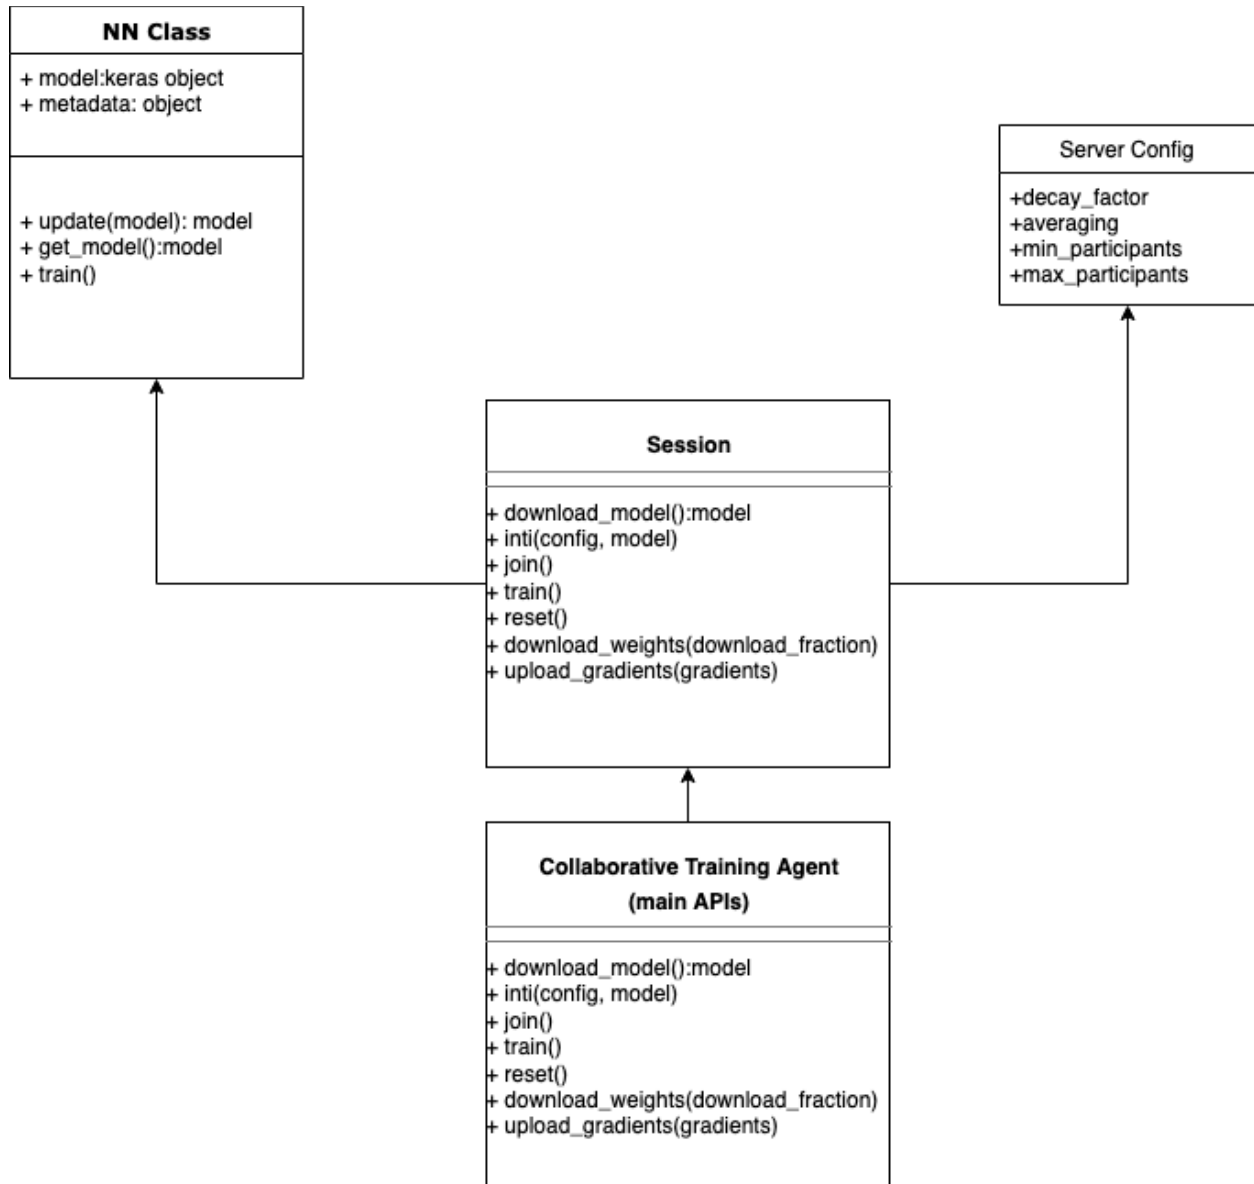 NN Class
+ model:keras object
+ metadata: object
+ update(model): model
+ get_model():model
+ train()
Server Config
+decay_factor
+averaging
+min_participants
+max_participants
Session
+ download_model():model
+ inti(config, model)
+ join()
+ train()
+ reset()
+ download_weights(download_fraction)
+ upload_gradients(gradients)
Collaborative Training Agent
(main APIs)
+ download_model():model
+ inti(config, model)
+ join()
+ train()
+ reset()
+ download_weights(download_fraction)
+ upload_gradients(gradients)